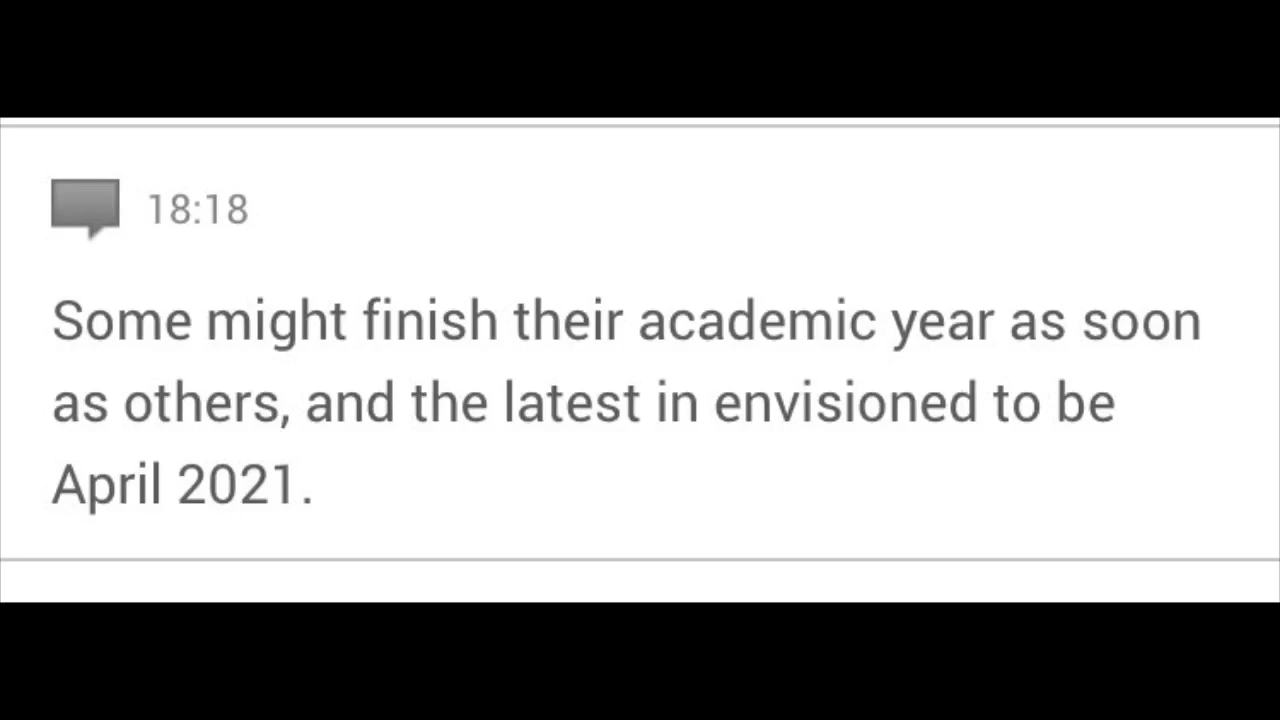 18:18
Some might finish their academic year as soon
as others, and the latest in envisioned to be
April 2021.